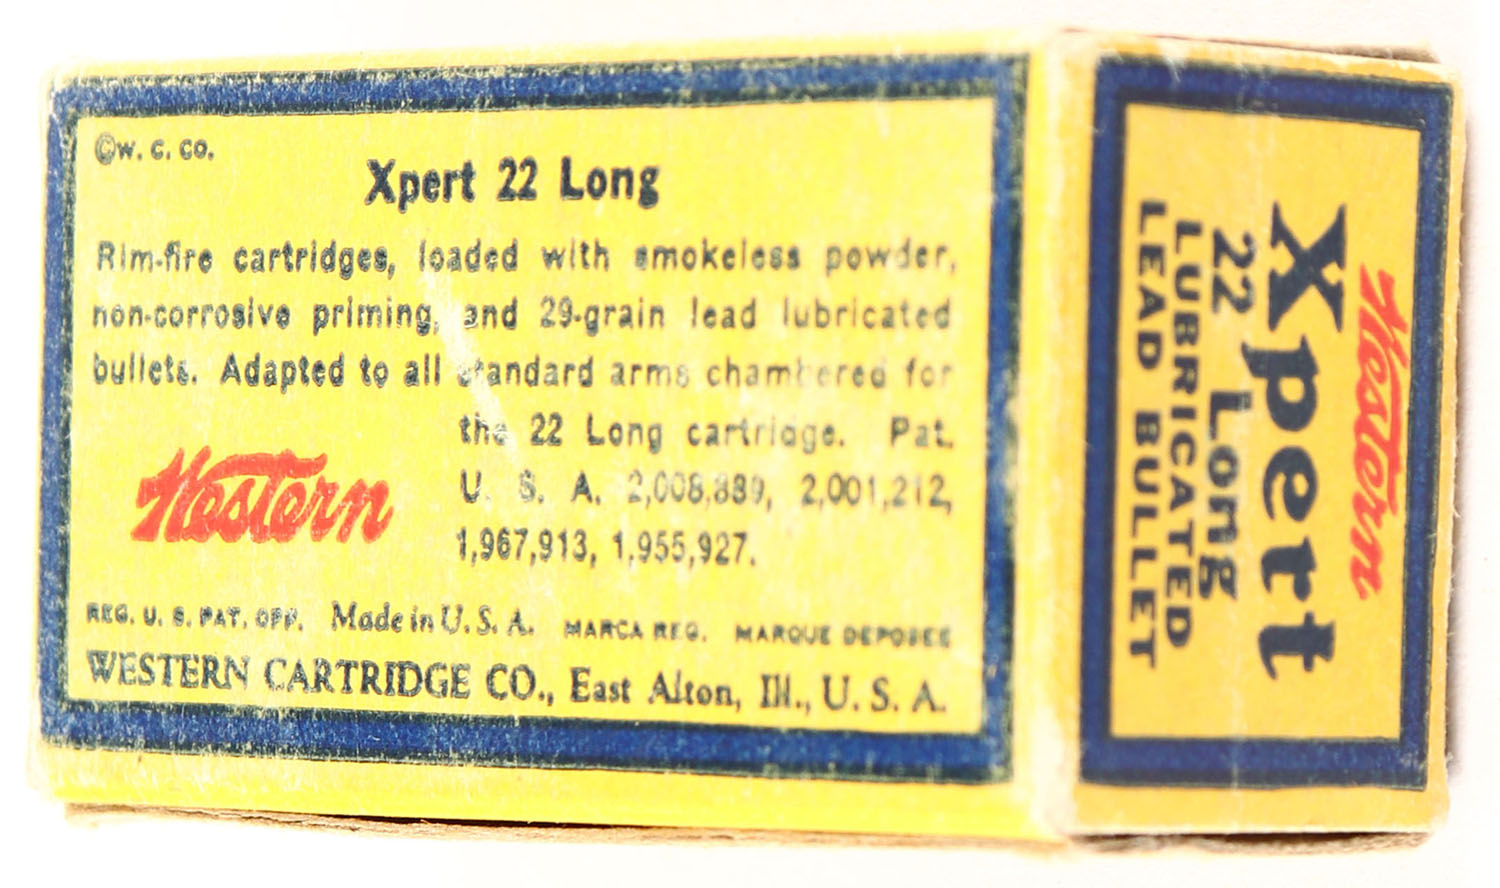 ©W. C. CO.
Xpert 22 Long
Rim-fire cartridges, loaded with smokeless powder,
non-corrosive priming, and 29-grain lead lubricated
bullets. Adapted to all standard arms chambered for
the 22 Long cartridge. Pat.
U. S. A. 2,008,889, 2,001,212,
1,967,913, 1,955,927.
Western
REG. U. S. PAT. OFF. Made in U. S. A. MARCA REG. MARQUE DEPOSEE
WESTERN CARTRIDGE CO., East Alton, Ill., U. S. A.
Western
Xpert
22 Long
LUBRICATED
LEAD BULLET